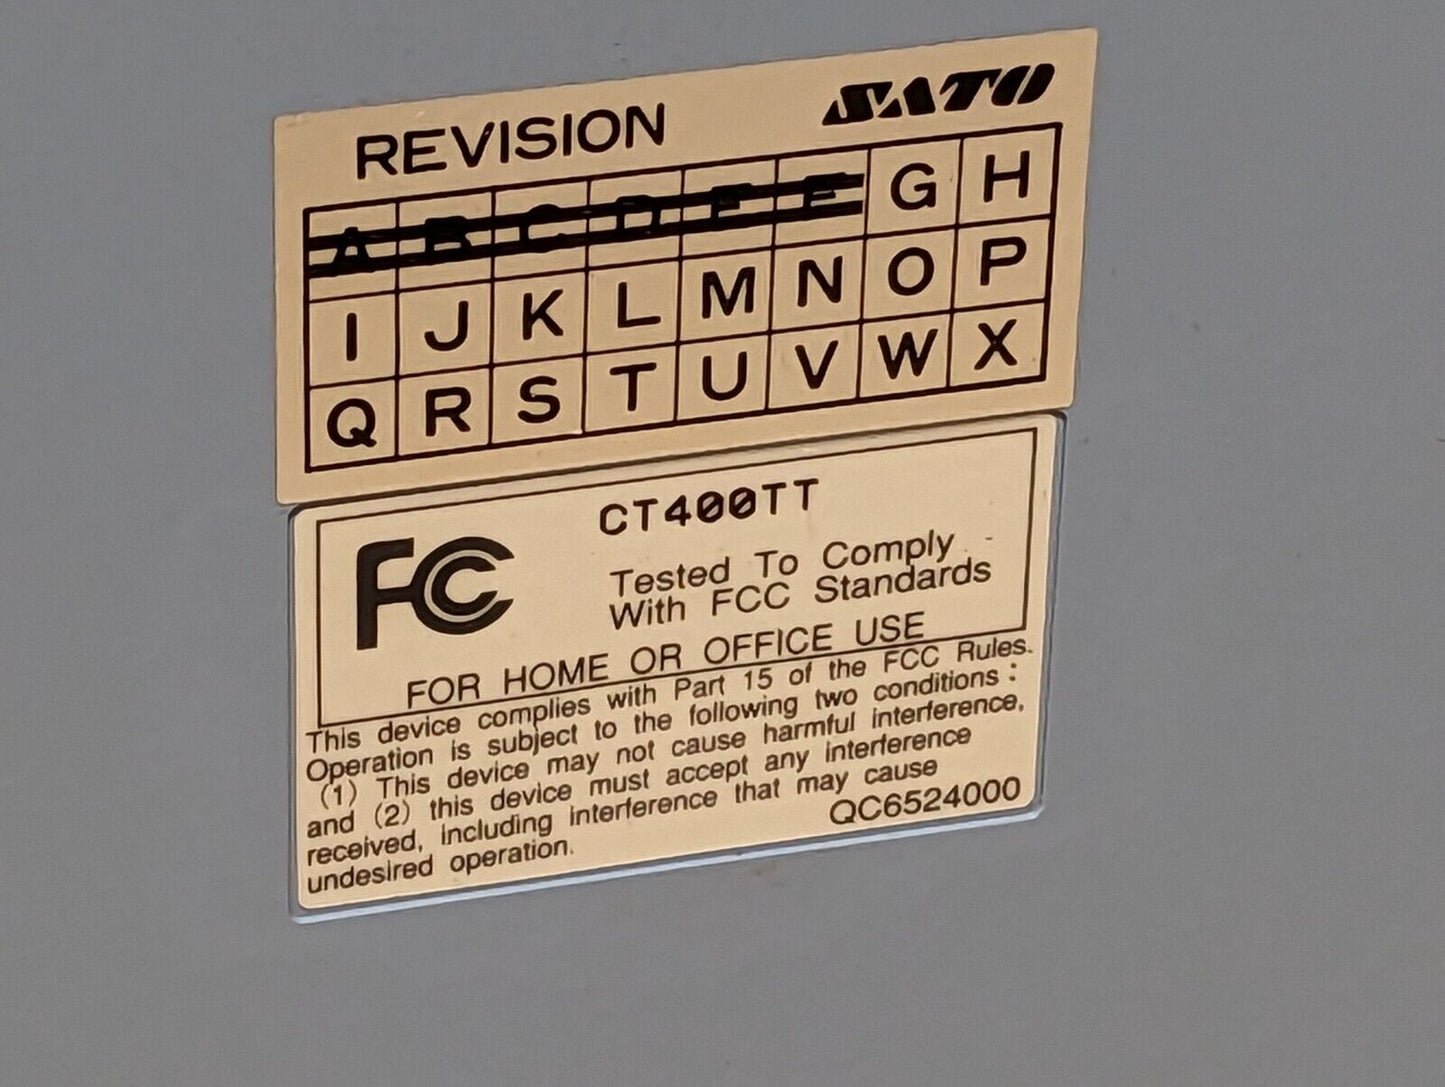 REVISION SATO
A B C D E F G H
I J K L M N O P
Q R S T U V W X
CT400TT
FC
Tested To Comply
With FCC Standards
FOR HOME OR OFFICE USE
This device complies with Part 15 of the FCC Rules.
Operation is subject to the following two conditions :
(1) This device may not cause harmful interference,
and (2) this device must accept any interference
received, including interference that may cause
undesired operation.
QC6524000